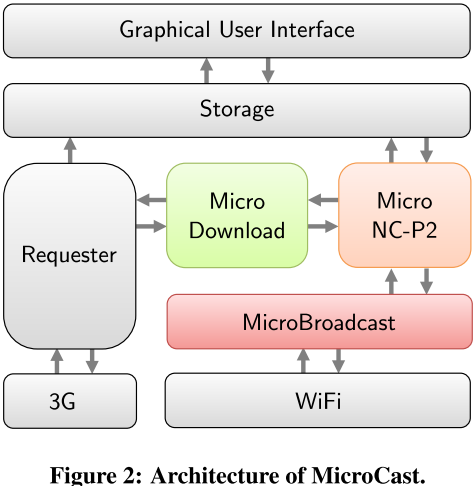 Graphical User Interface
Storage
Requester
Micro
Download
Micro
NC-P2
MicroBroadcast
3G
WiFi
Figure 2: Architecture of MicroCast.